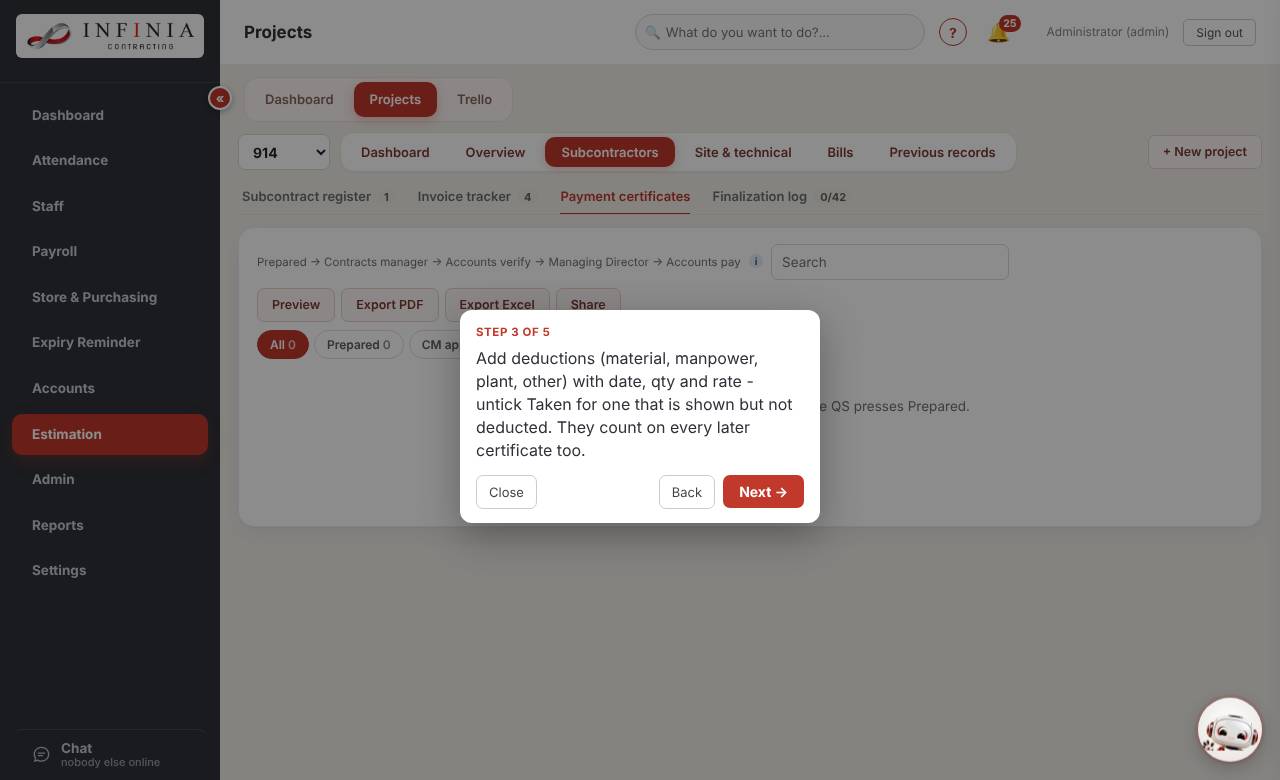 INFINIA
CONTRACTING
Projects
What do you want to do?...
?
25
Administrator (admin)
Sign out
«
Dashboard
Attendance
Staff
Payroll
Store & Purchasing
Expiry Reminder
Accounts
Estimation
Admin
Reports
Settings
Chat
nobody else online
Dashboard
Projects
Trello
914
Dashboard
Overview
Subcontractors
Site & technical
Bills
Previous records
+ New project
Subcontract register 1
Invoice tracker 4
Payment certificates
Finalization log 0/42
Prepared → Contracts manager → Accounts verify → Managing Director → Accounts pay i
Search
Preview
Export PDF
Export Excel
Share
All 0
Prepared 0
CM ap
QS presses Prepared.
STEP 3 OF 5
Add deductions (material, manpower,
plant, other) with date, qty and rate -
untick Taken for one that is shown but not
deducted. They count on every later
certificate too.
Close
Back
Next →